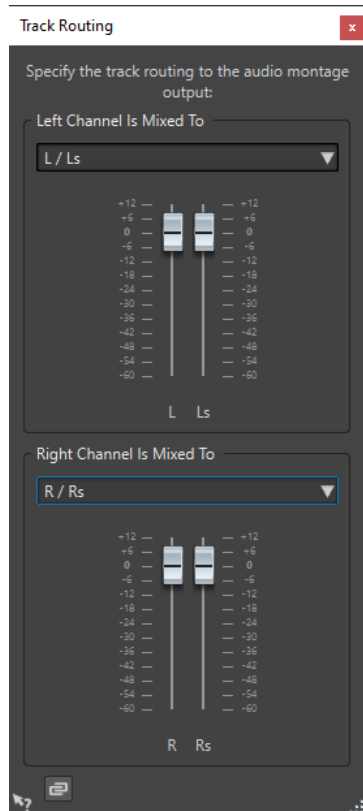 Track Routing
x
Specify the track routing to the audio montage
output:
Left Channel Is Mixed To
L / Ls
+12 +12
+6 +6
0 0
-6 -6
-12 -12
-18 -18
-24 -24
-30 -30
-36 -36
-42 -42
-48 -48
-54 -54
-60 -60
L Ls
Right Channel Is Mixed To
R / Rs
+12 +12
+6 +6
0 0
-6 -6
-12 -12
-18 -18
-24 -24
-30 -30
-36 -36
-42 -42
-48 -48
-54 -54
-60 -60
R Rs
?